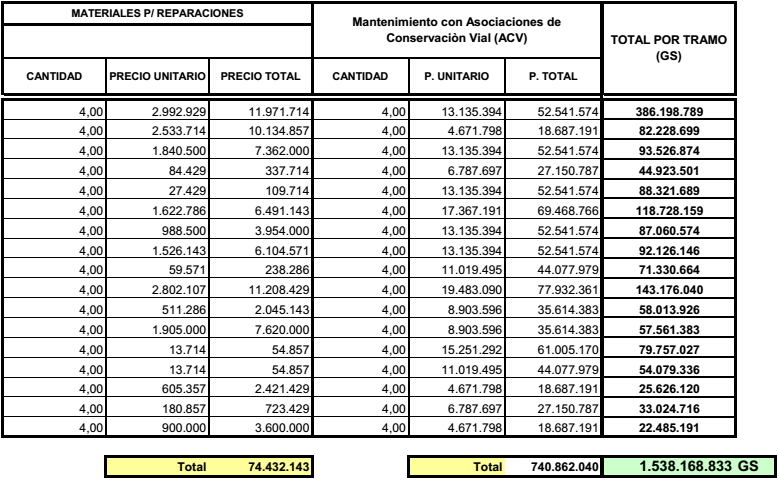 MATERIALES P/ REPARACIONES
Mantenimiento con Asociaciones de
Conservaciòn Vial (ACV)
TOTAL POR TRAMO
(GS)
CANTIDAD PRECIO UNITARIO PRECIO TOTAL CANTIDAD P. UNITARIO P. TOTAL
4,00 2.992.929 11.971.714 4,00 13.135.394 52.541.574 386.198.789
4,00 2.533.714 10.134.857 4,00 4.671.798 18.687.191 82.228.699
4,00 1.840.500 7.362.000 4,00 13.135.394 52.541.574 93.526.874
4,00 84.429 337.714 4,00 6.787.697 27.150.787 44.923.501
4,00 27.429 109.714 4,00 13.135.394 52.541.574 88.321.689
4,00 1.622.786 6.491.143 4,00 17.367.191 69.468.766 118.728.159
4,00 988.500 3.954.000 4,00 13.135.394 52.541.574 87.060.574
4,00 1.526.143 6.104.571 4,00 13.135.394 52.541.574 92.126.146
4,00 59.571 238.286 4,00 11.019.495 44.077.979 71.330.664
4,00 2.802.107 11.208.429 4,00 19.483.090 77.932.361 143.176.040
4,00 511.286 2.045.143 4,00 8.903.596 35.614.383 58.013.926
4,00 1.905.000 7.620.000 4,00 8.903.596 35.614.383 57.561.383
4,00 13.714 54.857 4,00 15.251.292 61.005.170 79.757.027
4,00 13.714 54.857 4,00 11.019.495 44.077.979 54.079.336
4,00 605.357 2.421.429 4,00 4.671.798 18.687.191 25.626.120
4,00 180.857 723.429 4,00 6.787.697 27.150.787 33.024.716
4,00 900.000 3.600.000 4,00 4.671.798 18.687.191 22.485.191
Total 74.432.143 Total 740.862.040 1.538.168.833 GS